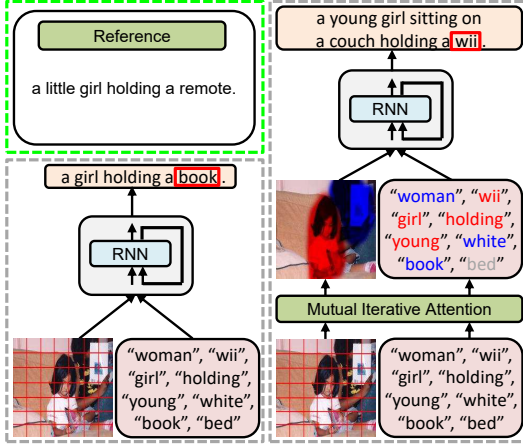 Reference
a little girl holding a remote.
a girl holding a book.
RNN
"woman", "wii",
"girl", "holding",
"young", "white",
"book", "bed"
a young girl sitting on
a couch holding a wii.
RNN
"woman", "wii",
"girl", "holding",
"young", "white",
"book", "bed"
Mutual Iterative Attention
"woman", "wii",
"girl", "holding",
"young", "white",
"book", "bed"